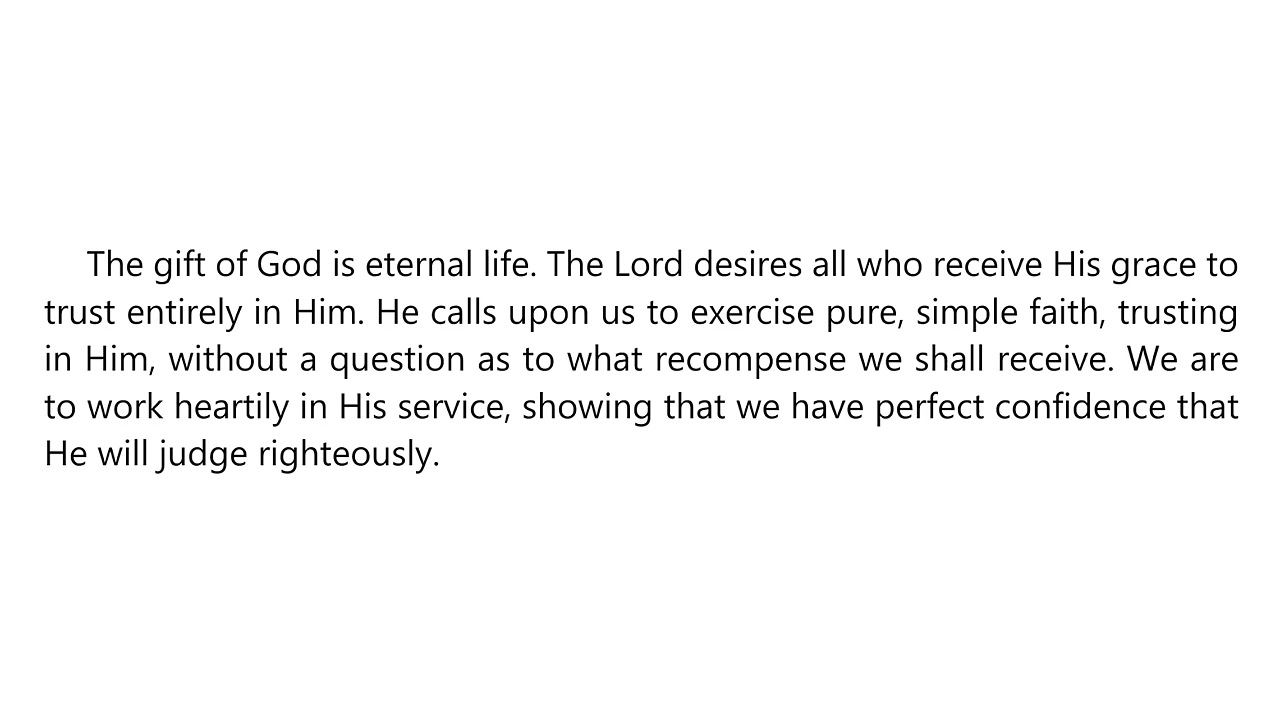 The gift of God is eternal life. The Lord desires all who receive His grace to
trust entirely in Him. He calls upon us to exercise pure, simple faith, trusting
in Him, without a question as to what recompense we shall receive. We are
to work heartily in His service, showing that we have perfect confidence that
He will judge righteously.